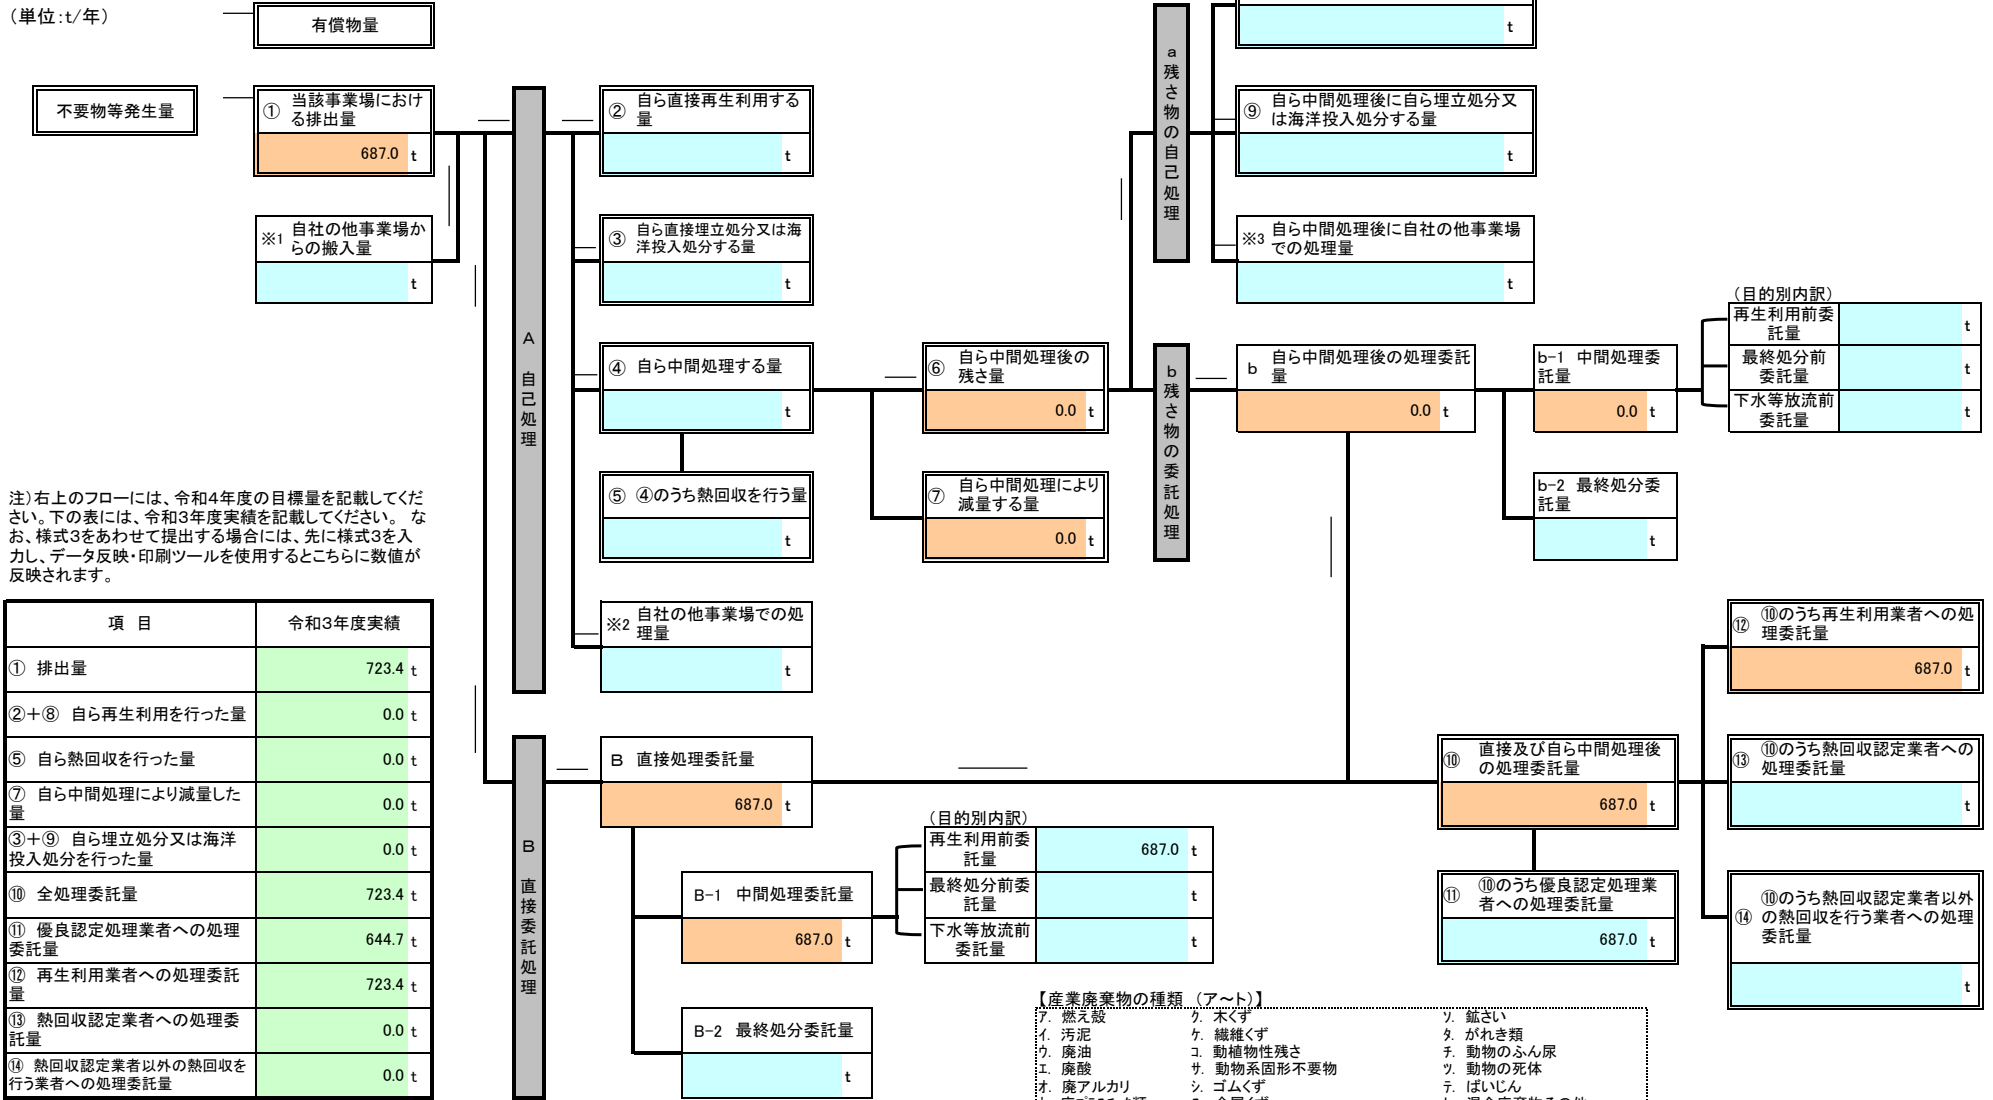 (単位:t/年)
有償物量
t
不要物等発生量
① 当該事業場におけ
る排出量
687.0 t
※1 自社の他事業場か
らの搬入量
t
A 自己処理
② 自ら直接再生利用する
量
t
③ 自ら直接埋立処分又は海
洋投入処分する量
t
④ 自ら中間処理する量
t
⑤ ④のうち熱回収を行う量
t
※2 自社の他事業場での処
理量
t
⑥ 自ら中間処理後の
残さ量
0.0 t
⑦ 自ら中間処理により
減量する量
0.0 t
a 残さ物の自己処理
⑨ 自ら中間処理後に自ら埋立処分又
は海洋投入処分する量
t
※3 自ら中間処理後に自社の他事業場
での処理量
t
b 残さ物の委託処理
b 自ら中間処理後の処理委託
量
0.0 t
b-1 中間処理委
託量
0.0 t
b-2 最終処分委
託量
t
(目的別内訳)
再生利用前委
託量
t
最終処分前
委託量
t
下水等放流前
委託量
t
注)右上のフローには、令和4年度の目標量を記載してくだ
さい。下の表には、令和3年度実績を記載してください。 な
お、様式3をあわせて提出する場合には、先に様式3を入
力し、データ反映・印刷ツールを使用するとこちらに数値が
反映されます。
項 目 令和3年度実績
① 排出量 723.4 t
②+⑧ 自ら再生利用を行った量 0.0 t
⑤ 自ら熱回収を行った量 0.0 t
⑦ 自ら中間処理により減量した
量 0.0 t
③+⑨ 自ら埋立処分又は海洋
投入処分を行った量 0.0 t
⑩ 全処理委託量 723.4 t
⑪ 優良認定処理業者への処理
委託量 644.7 t
⑫ 再生利用業者への処理委託
量 723.4 t
⑬ 熱回収認定業者への処理委
託量 0.0 t
⑭ 熱回収認定業者以外の熱回収を
行う業者への処理委託量 0.0 t
B 直接委託処理
B 直接処理委託量
687.0 t
B-1 中間処理委託量
687.0 t
B-2 最終処分委託量
t
(目的別内訳)
再生利用前委
託量
687.0 t
最終処分前委
託量
t
下水等放流前
委託量
t
⑩ 直接及び自ら中間処理後
の処理委託量
687.0 t
⑪ ⑩のうち優良認定処理業
者への処理委託量
687.0 t
⑫ ⑩のうち再生利用業者への処
理委託量
687.0 t
⑬ ⑩のうち熱回収認定業者への
処理委託量
t
⑭ ⑩のうち熱回収認定業者以外
の熱回収を行う業者への処理
委託量
t
【産業廃棄物の種類 (ア~ト)】
ア. 燃え殻 ク. 木くず ソ. 鉱さい
イ. 汚泥 ケ. 繊維くず タ. がれき類
ウ. 廃油 コ. 動植物性残さ チ. 動物のふん尿
エ. 廃酸 サ. 動物系固形不要物 ツ. 動物の死体
オ. 廃アルカリ シ. ゴムくず テ. ばいじん